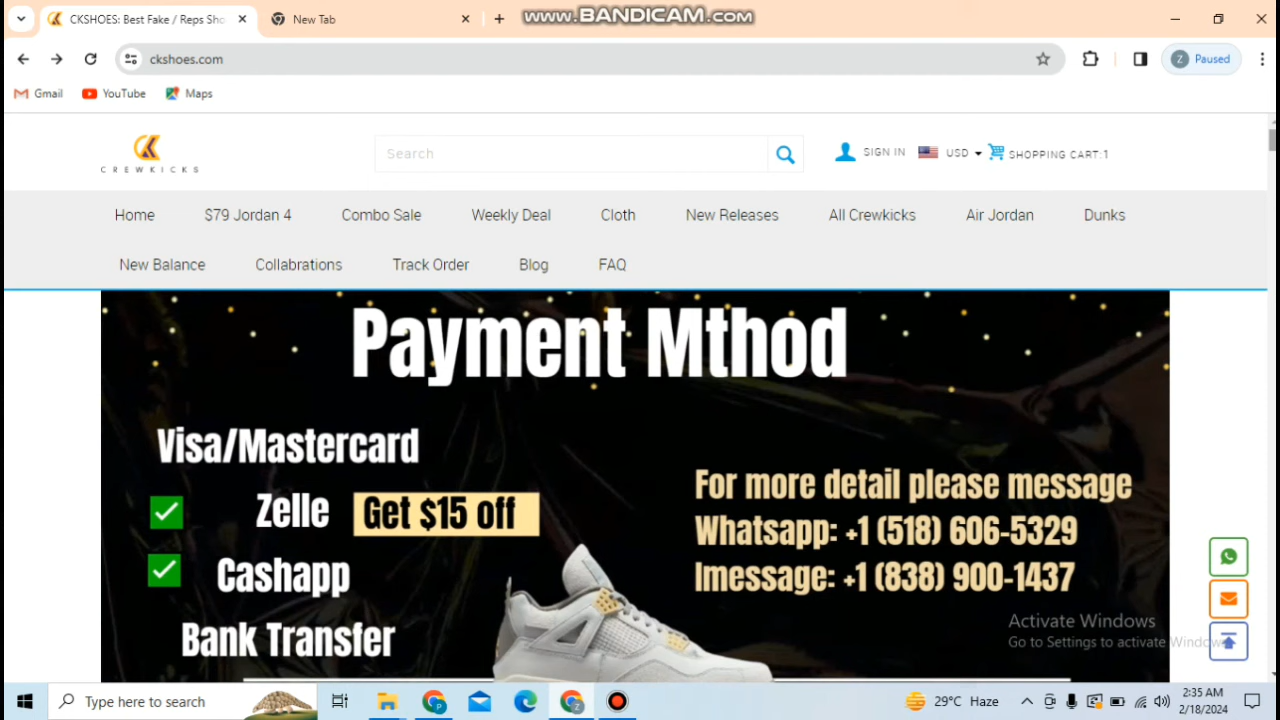 www.BANDICAM.com
CKSHOES: Best Fake / Reps Sho
New Tab
ckshoes.com
Paused
Z
Gmail
YouTube
Maps
CREWKICKS
Search
SIGN IN
USD
SHOPPING CART:1
Home
$79 Jordan 4
Combo Sale
Weekly Deal
Cloth
New Releases
All Crewkicks
Air Jordan
Dunks
New Balance
Collabrations
Track Order
Blog
FAQ
Payment Mthod
Visa/Mastercard
Zelle
Get $15 off
Cashapp
Bank Transfer
For more detail please message
Whatsapp: +1 (518) 606-5329
Imessage: +1 (838) 900-1437
Activate Windows
Go to Settings to activate Windows.
Type here to search
P
Z
29°C Haze
2:35 AM
2/18/2024